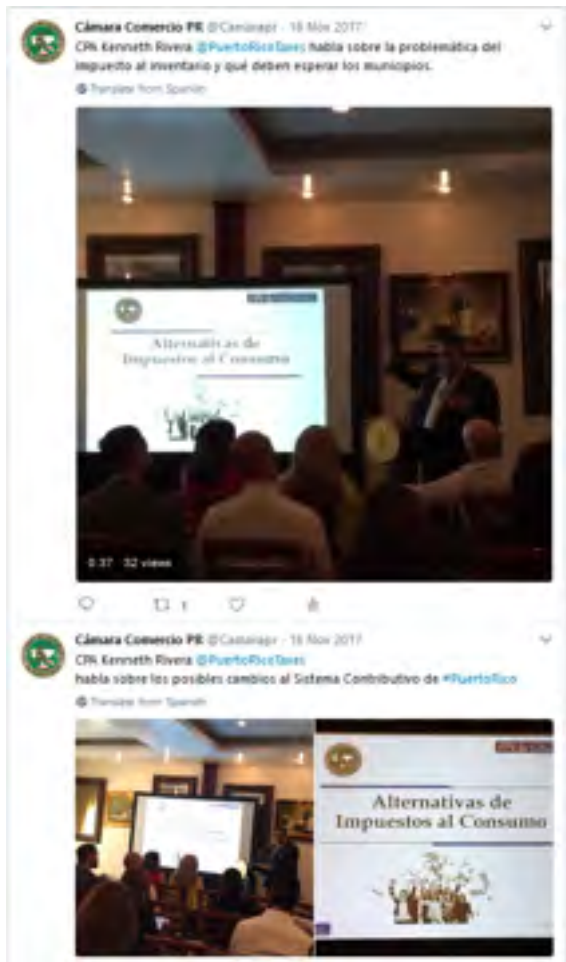 Cámara Comercio PR @Camarapr · 16 Nov 2017
CPA Kenneth Rivera @PuertoRicoTaxes habla sobre la problemática del
impuesto al inventario y qué deben esperar los municipios.
Translate from Spanish
Alternativas de
Impuestos al Consumo
0:37 32 views
1
Cámara Comercio PR @Camarapr · 16 Nov 2017
CPA Kenneth Rivera @PuertoRicoTaxes
habla sobre los posibles cambios al Sistema Contributivo de #PuertoRico
Translate from Spanish
Alternativas de
Impuestos al Consumo